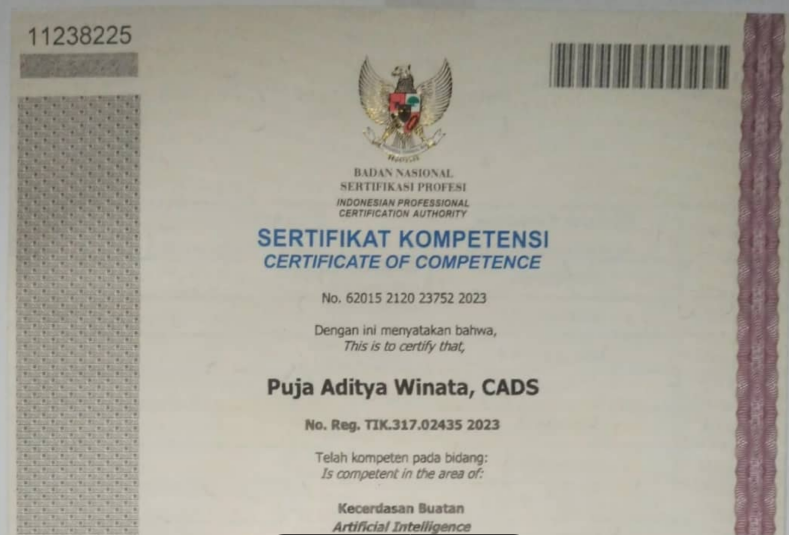 11238225
BADAN NASIONAL
SERTIFIKASI PROFESI
INDONESIAN PROFESSIONAL
CERTIFICATION AUTHORITY
SERTIFIKAT KOMPETENSI
CERTIFICATE OF COMPETENCE
No. 62015 2120 23752 2023
Dengan ini menyatakan bahwa,
This is to certify that,
Puja Aditya Winata, CADS
No. Reg. TIK.317.02435 2023
Telah kompeten pada bidang:
Is competent in the area of:
Kecerdasan Buatan
Artificial Intelligence